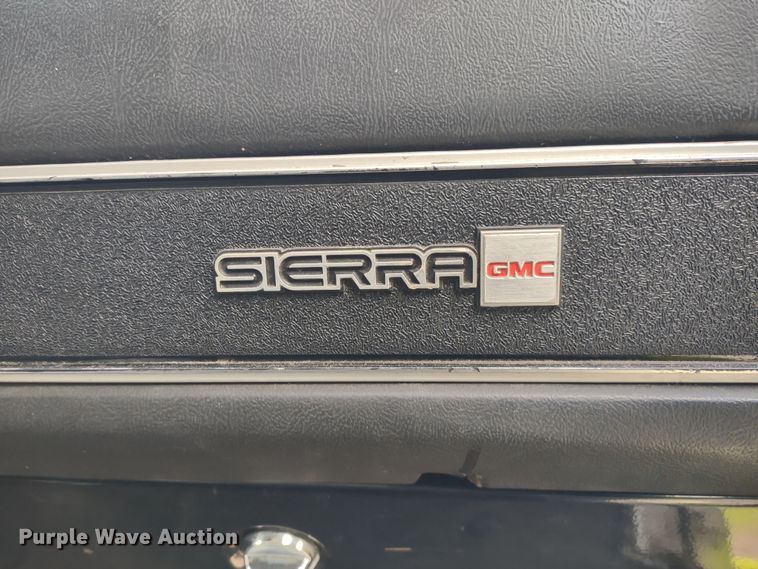 SIERRA GMC
Purple Wave Auction